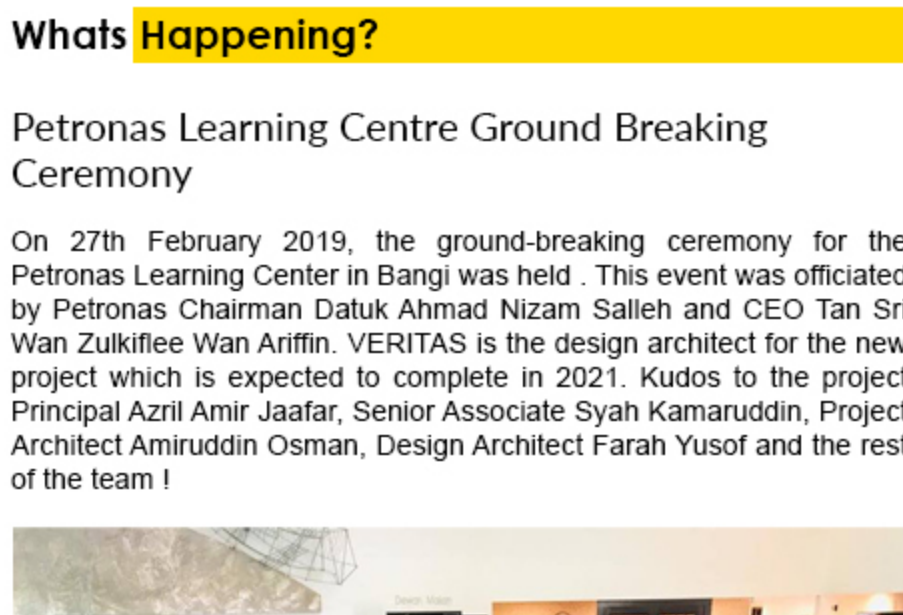 Whats Happening?
Petronas Learning Centre Ground Breaking
Ceremony
On 27th February 2019, the ground-breaking ceremony for the
Petronas Learning Center in Bangi was held . This event was officiated
by Petronas Chairman Datuk Ahmad Nizam Salleh and CEO Tan Sri
Wan Zulkiflee Wan Ariffin. VERITAS is the design architect for the new
project which is expected to complete in 2021. Kudos to the project
Principal Azril Amir Jaafar, Senior Associate Syah Kamaruddin, Project
Architect Amiruddin Osman, Design Architect Farah Yusof and the rest
of the team !